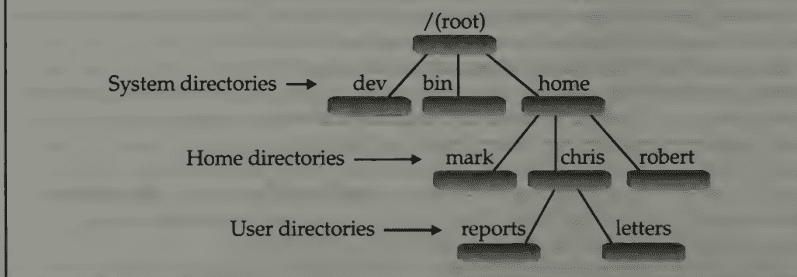 /(root)
System directories dev bin home
Home directories mark chris robert
User directories reports letters